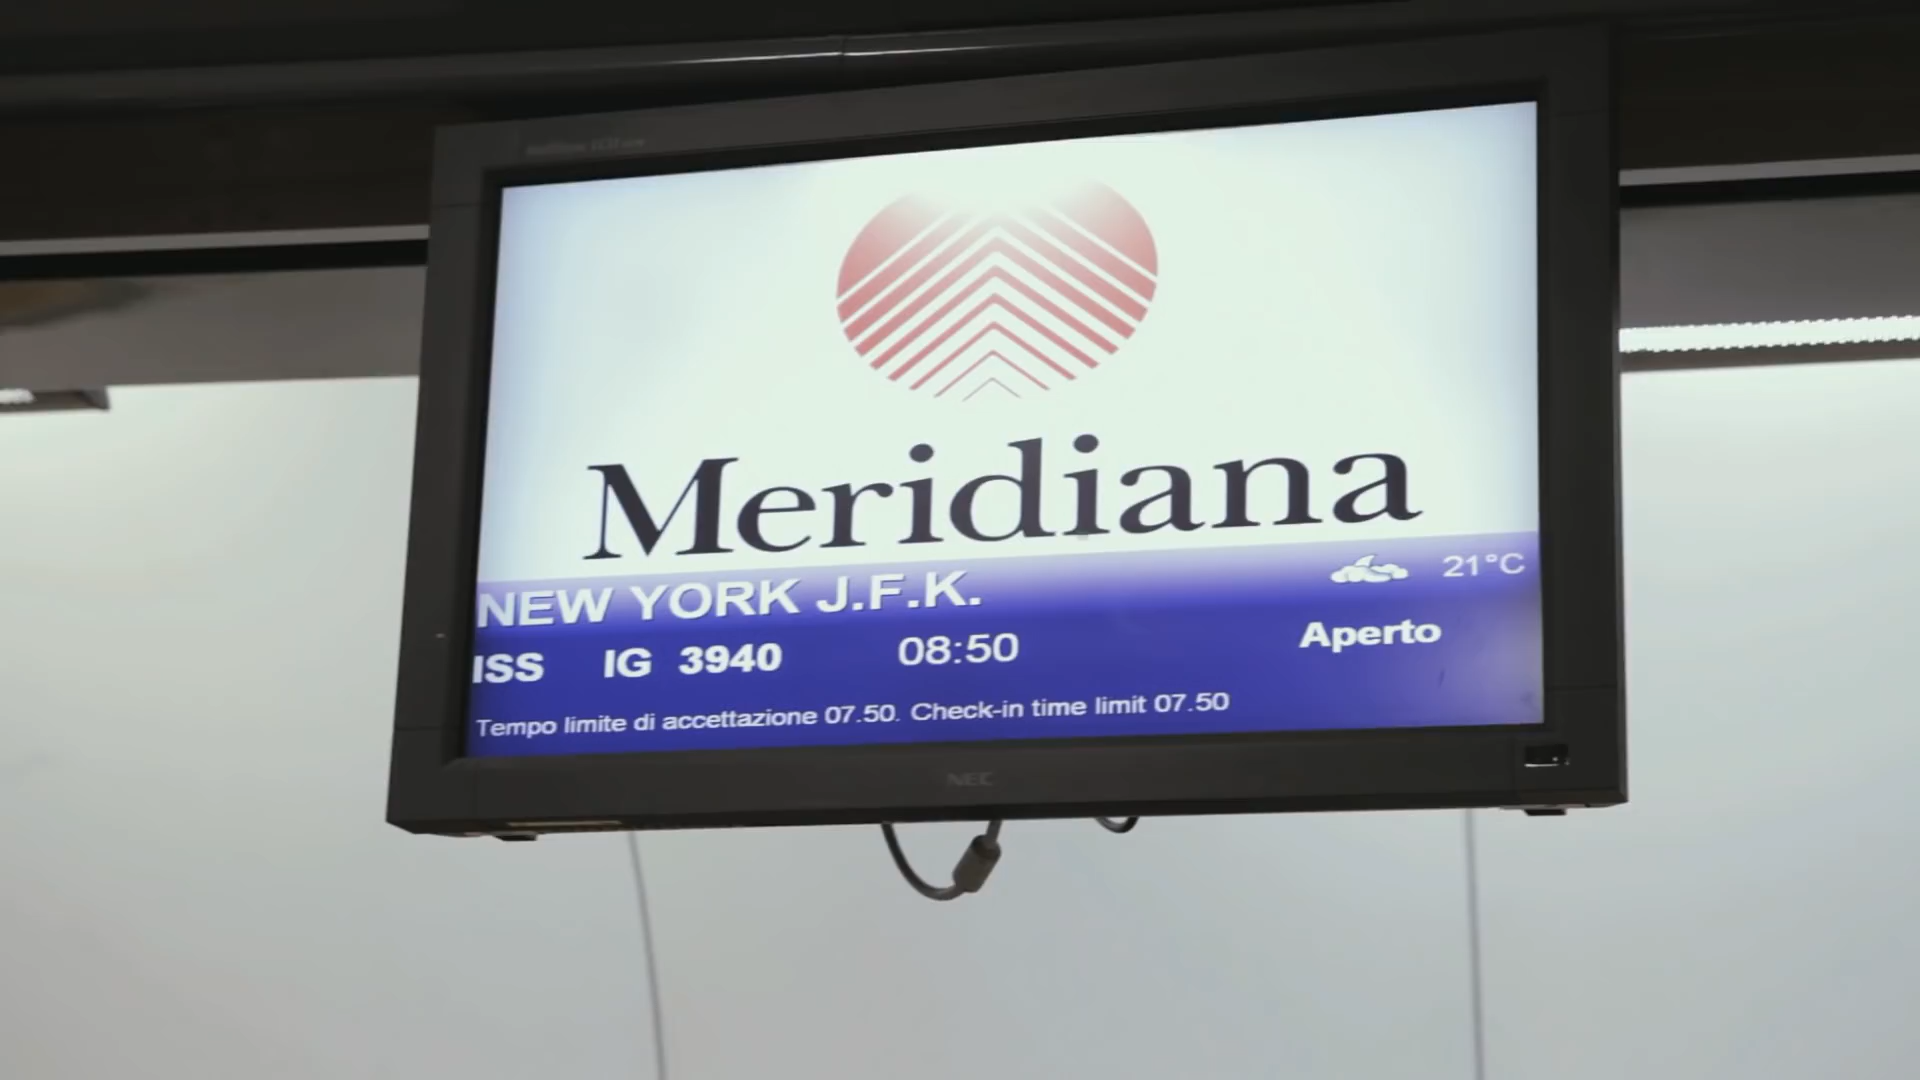 Meridiana
NEW YORK J.F.K. 21°C
ISS IG 3940 08:50 Aperto
Tempo limite di accettazione 07.50. Check-in time limit 07.50
NEC